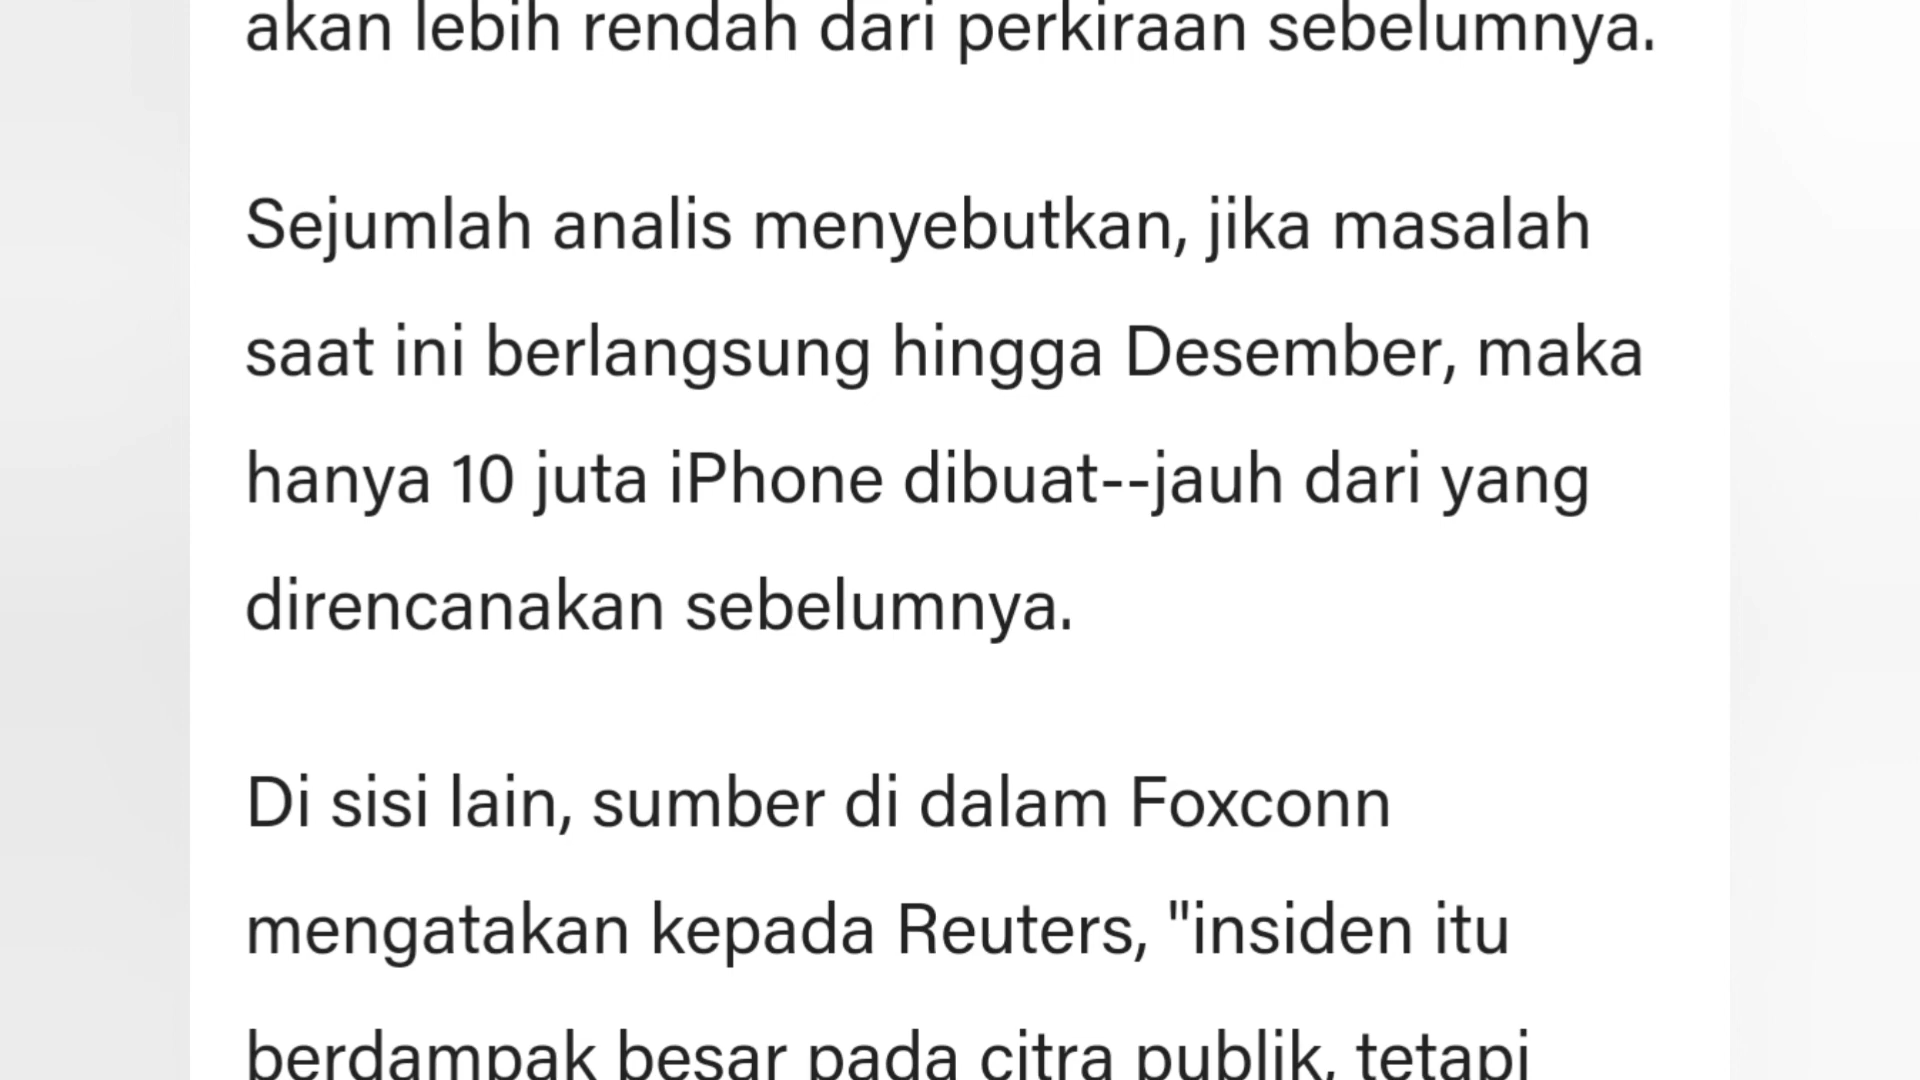 akan lebih rendah dari perkiraan sebelumnya.
Sejumlah analis menyebutkan, jika masalah
saat ini berlangsung hingga Desember, maka
hanya 10 juta iPhone dibuat--jauh dari yang
direncanakan sebelumnya.
Di sisi lain, sumber di dalam Foxconn
mengatakan kepada Reuters, "insiden itu
berdampak besar pada citra publik, tetapi